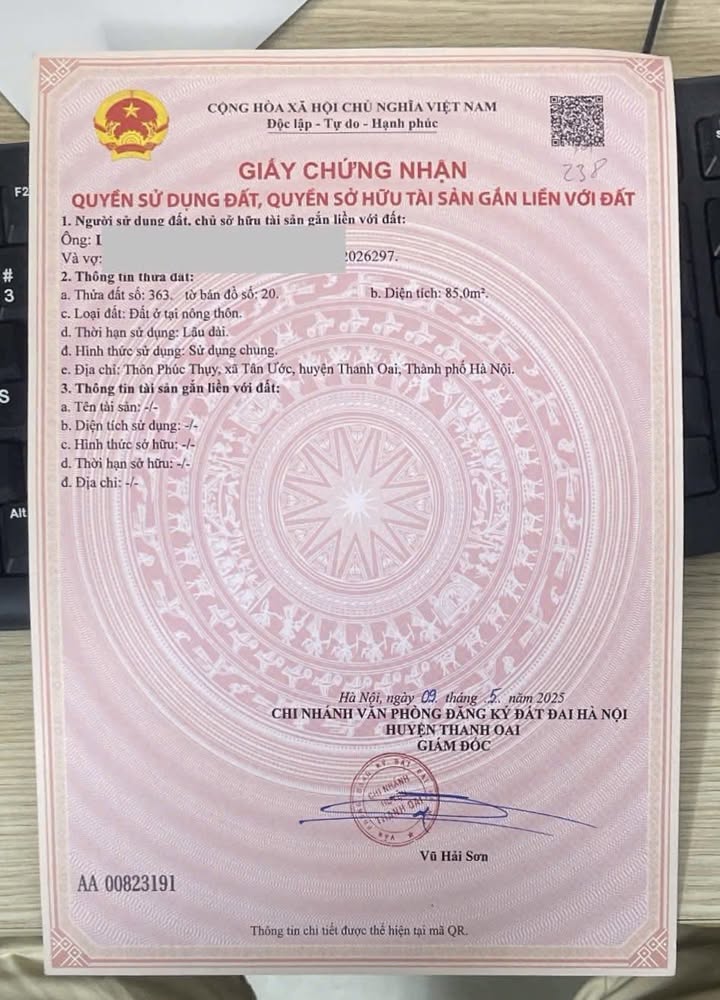 CỘNG HÒA XÃ HỘI CHỦ NGHĨA VIỆT NAM
Độc lập - Tự do - Hạnh phúc
238
GIẤY CHỨNG NHẬN
QUYỀN SỬ DỤNG ĐẤT, QUYỀN SỞ HỮU TÀI SẢN GẮN LIỀN VỚI ĐẤT
1. Người sử dụng đất, chủ sở hữu tài sản gắn liền với đất:
Ông:
Và vợ: 2026297.
2. Thông tin thửa đất:
a. Thửa đất số: 363. tờ bản đồ số: 20. b. Diện tích: 85,0m².
c. Loại đất: Đất ở tại nông thôn.
d. Thời hạn sử dụng: Lâu dài.
đ. Hình thức sử dụng: Sử dụng chung.
e. Địa chỉ: Thôn Phúc Thụy, xã Tân Ước, huyện Thanh Oai, Thành phố Hà Nội.
3. Thông tin tài sản gắn liền với đất:
a. Tên tài sản: -/-
b. Diện tích sử dụng: -/-
c. Hình thức sở hữu: -/-
d. Thời hạn sở hữu: -/-
đ. Địa chỉ: -/-
Hà Nội, ngày 09 tháng 5 năm 2025
CHI NHÁNH VĂN PHÒNG ĐĂNG KÝ ĐẤT ĐAI HÀ NỘI
HUYỆN THANH OAI
GIÁM ĐỐC
CHI NHÁNH
HUYỆN
THANH OAI
Vũ Hải Sơn
AA 00823191
Thông tin chi tiết được thể hiện tại mã QR.
F2
#
3
S
Alt